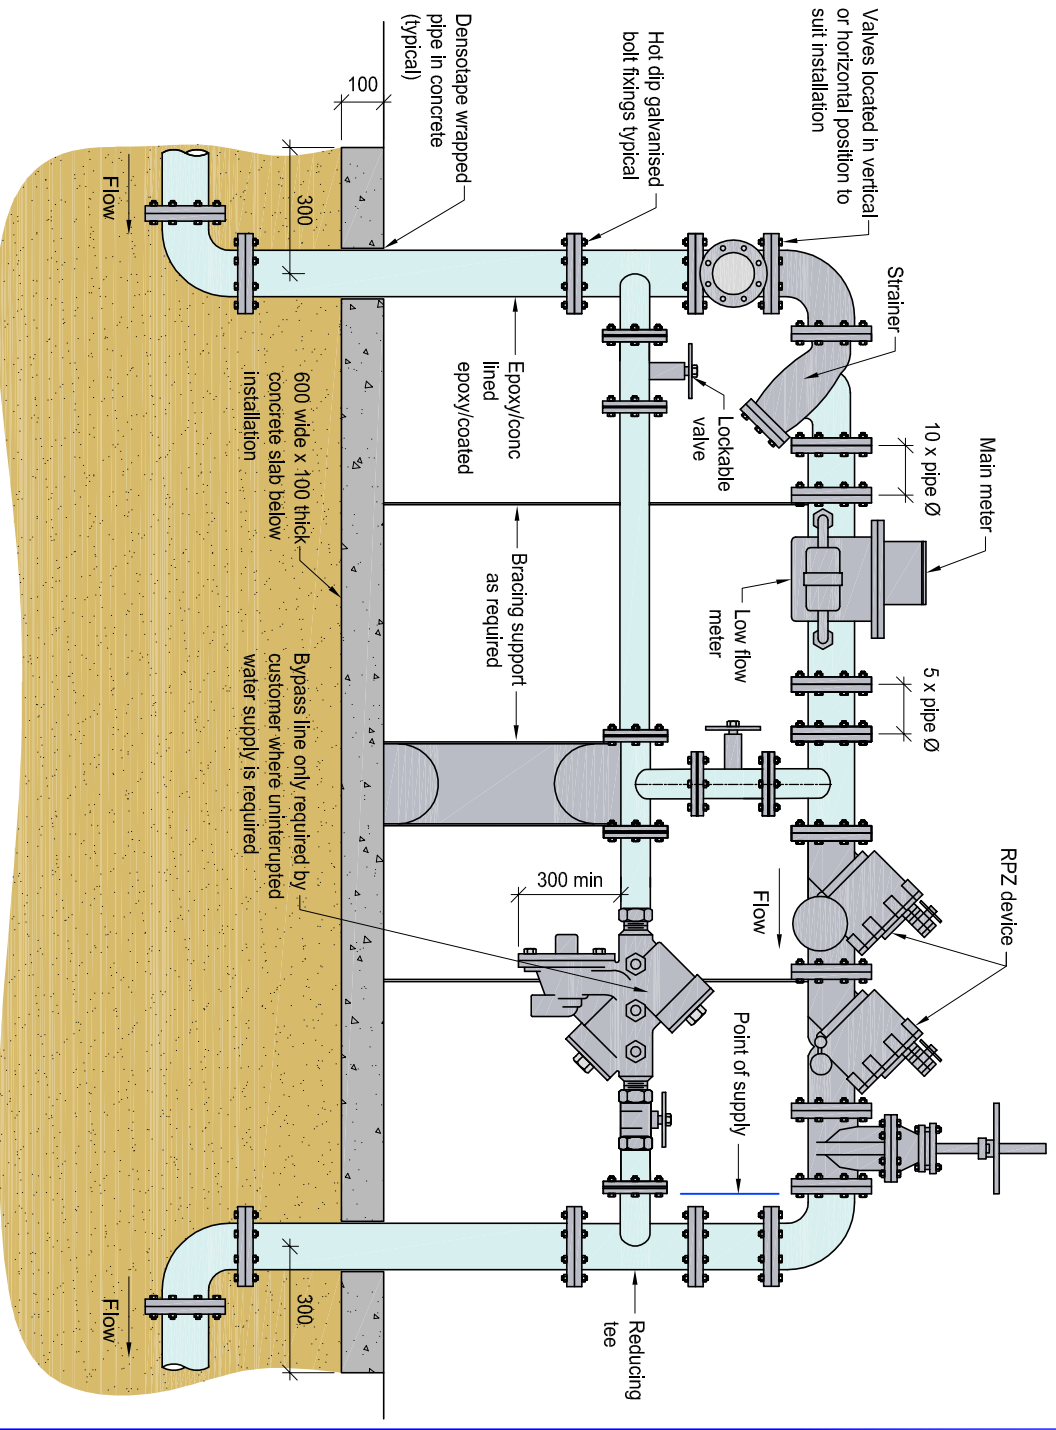 Valves located in vertical
or horizontal position to
suit installation
Strainer
10 x pipe Ø
Main meter
5 x pipe Ø
RPZ device
Hot dip galvanised
bolt fixings typical
Lockable
valve
Low flow
meter
Flow
Point of supply
Densotape wrapped
pipe in concrete
(typical)
Epoxy/conc
lined
epoxy/coated
Bracing support
as required
300 min
Reducing
tee
100
300
600 wide x 100 thick
concrete slab below
installation
Bypass line only required by
customer where uninterupted
water supply is required
300
Flow
Flow